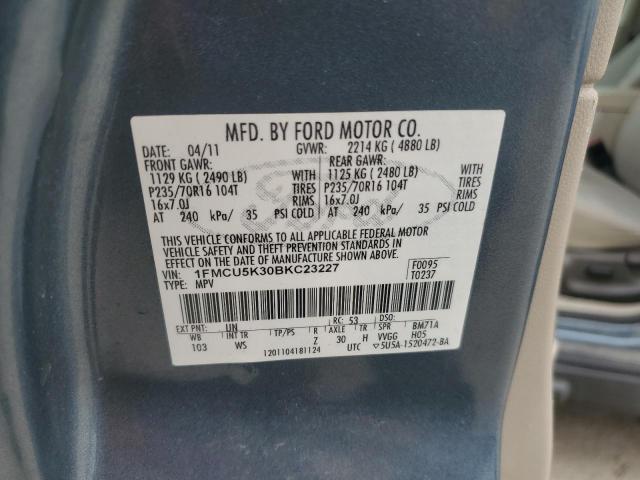 MFD. BY FORD MOTOR CO.
DATE: 04/11 GVWR: 2214 KG ( 4880 LB)
FRONT GAWR: REAR GAWR:
1129 KG ( 2490 LB) WITH 1125 KG ( 2480 LB) WITH
P235/70R16 104T TIRES P235/70R16 104T TIRES
16x7.0J RIMS 16x7.0J RIMS
AT 240 kPa/ 35 PSI COLD AT 240 kPa/ 35 PSI COLD
Ford
THIS VEHICLE CONFORMS TO ALL APPLICABLE FEDERAL MOTOR
VEHICLE SAFETY AND THEFT PREVENTION STANDARDS
IN EFFECT ON THE DATE OF MANUFACTURE SHOWN ABOVE.
VIN: 1FMCU5K30BKC23227 F0095
TYPE: MPV T0237
EXT PNT: UN RC: 53 DSO:
WB INT TR TP/PS R AXLE TR SPR BM71A
103 WS Z 30 H VVGG H05
1201104181124 UTC ▽5U5A-1520472-BA